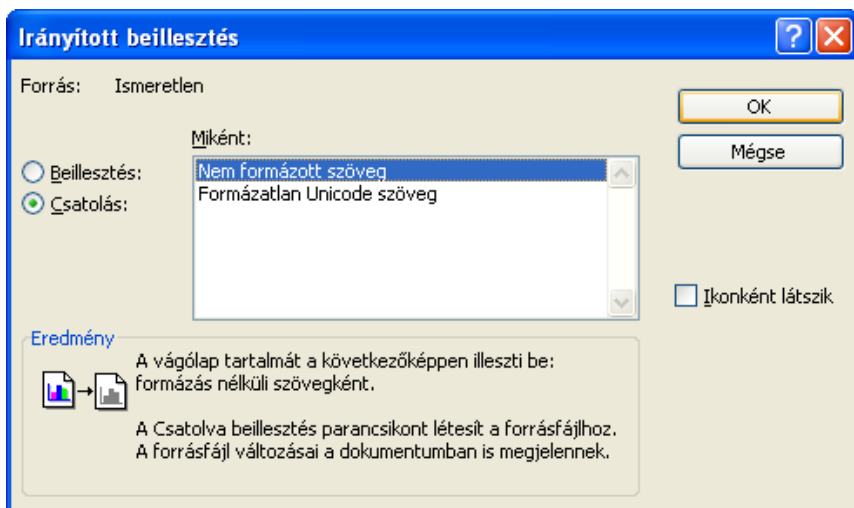 Irányított beillesztés
Forrás: Ismeretlen
OK
Miként:
Mégse
Beillesztés:
Nem formázott szöveg
Csatolás:
Formázatlan Unicode szöveg
Ikonként látszik
Eredmény
A vágólap tartalmát a következőképpen illeszti be:
formázás nélküli szövegként.
A Csatolva beillesztés parancsikont létesít a forrásfájlhoz.
A forrásfájl változásai a dokumentumban is megjelennek.